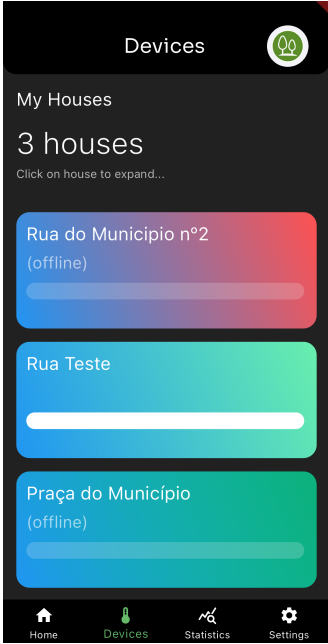 Devices
My Houses
3 houses
Click on house to expand...
Rua do Municipio nº2
(offline)
Rua Teste
Praça do Município
(offline)
Home
Devices
Statistics
Settings